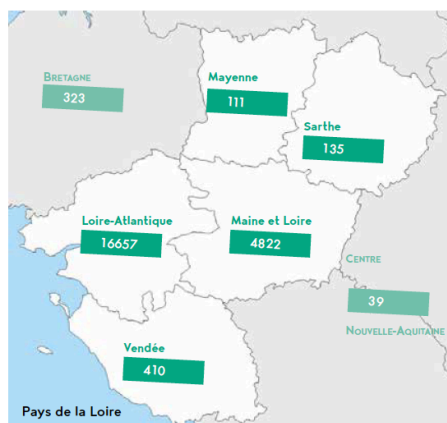 BRETAGNE
323
Mayenne
111
Sarthe
135
Loire-Atlantique
16657
Maine et Loire
4822
CENTRE
39
NOUVELLE-AQUITAINE
Vendée
410
Pays de la Loire